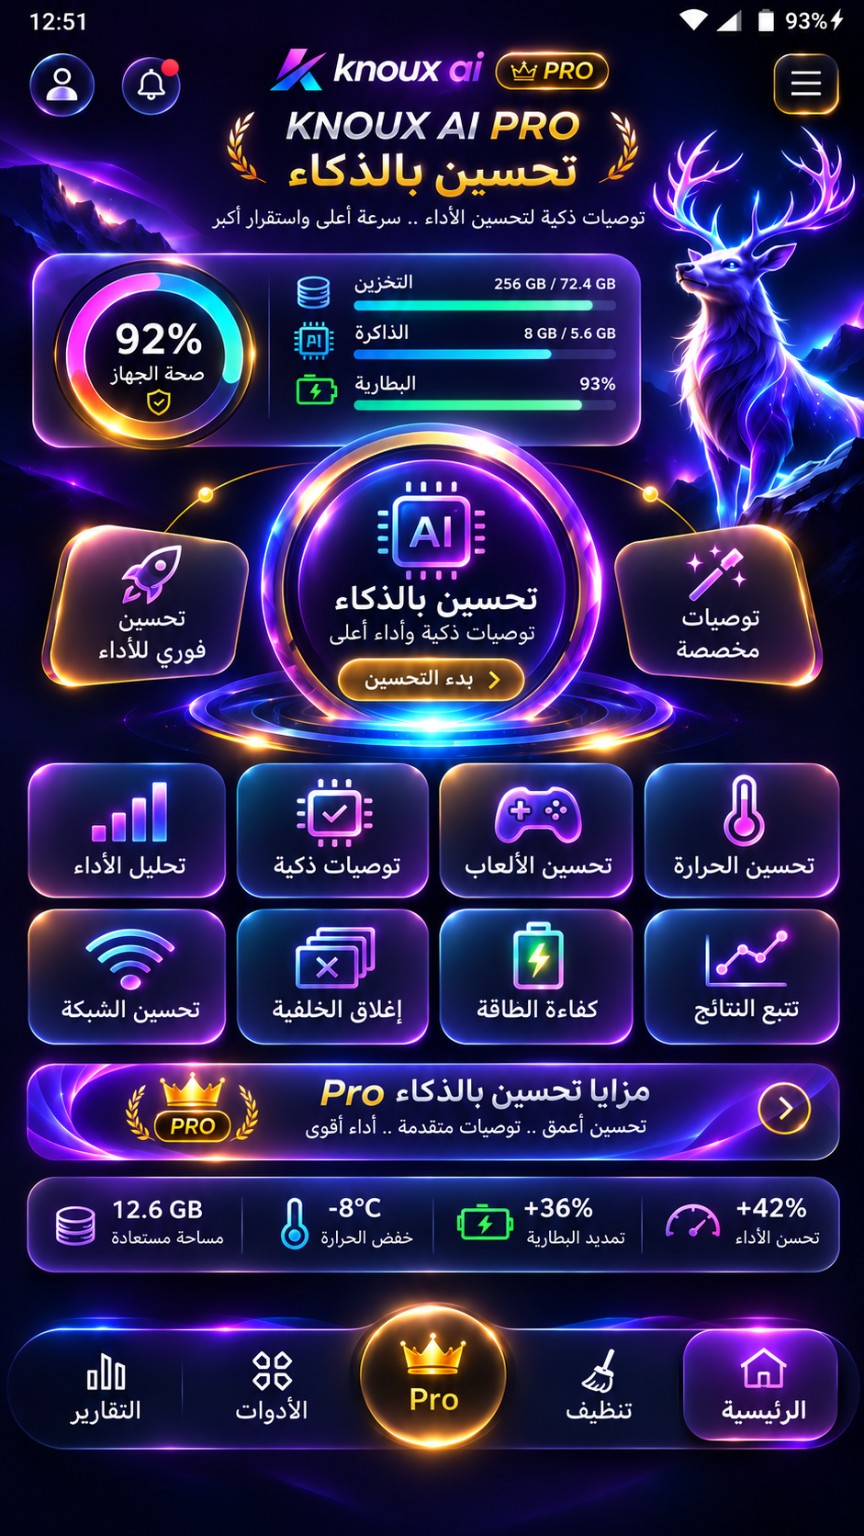 12:51
93%
knoux ai PRO
KNOUX AI PRO
تحسين بالذكاء
توصيات ذكية لتحسين الأداء .. سرعة أعلى واستقرار أكبر
92%
صحة الجهاز
التخزين 256 GB / 72.4 GB
AI
الذاكرة 8 GB / 5.6 GB
البطارية 93%
AI
تحسين بالذكاء
توصيات ذكية وأداء أعلى
بدء التحسين
توصيات
مخصصة
تحسين
فوري للأداء
تحسين الحرارة
تحسين الألعاب
توصيات ذكية
تحليل الأداء
تتبع النتائج
كفاءة الطاقة
إغلاق الخلفية
تحسين الشبكة
مزايا تحسين بالذكاء Pro
تحسين أعمق .. توصيات متقدمة .. أداء أقوى
PRO
+42%
تحسن الأداء
+36%
تمديد البطارية
-8°C
خفض الحرارة
12.6 GB
مساحة مستعادة
الرئيسية
تنظيف
Pro
الأدوات
التقارير